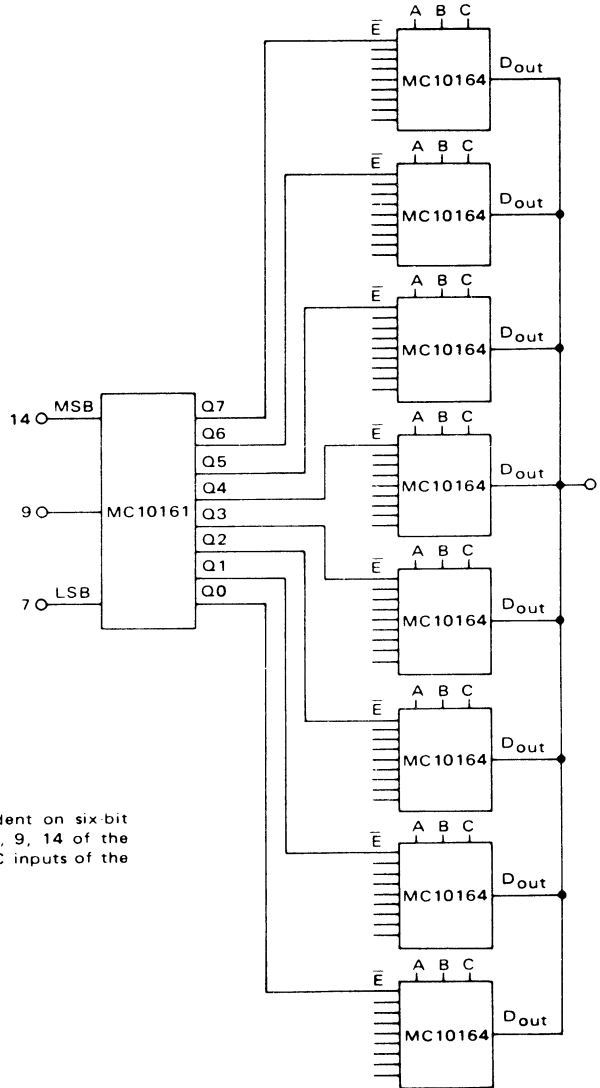 A B C
E
MC10164
Dout
A B C
E
MC10164
Dout
A B C
E
MC10164
Dout
14 MSB
Q7
Q6
Q5
Q4
9
MC10161
Q3
Q2
Q1
7 LSB
Q0
A B C
E
MC10164
Dout
A B C
E
MC10164
Dout
A B C
E
MC10164
Dout
A B C
E
MC10164
Dout
A B C
E
MC10164
Dout
dent on six-bit
, 9, 14 of the
C inputs of the